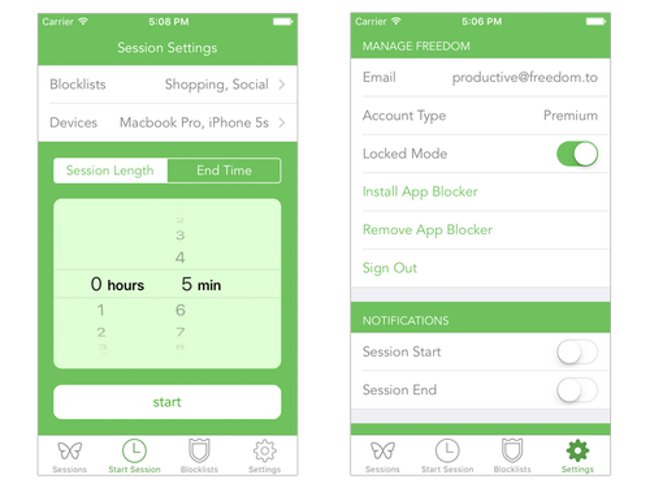 Carrier 5:08 PM
Session Settings
Blocklists Shopping, Social
Devices Macbook Pro, iPhone 5s
Session Length End Time
2
3
4
0 hours 5 min
1 6
2 7
3 8
start
Sessions Start Session Blocklists Settings
Carrier 5:06 PM
MANAGE FREEDOM
Email productive@freedom.to
Account Type Premium
Locked Mode
Install App Blocker
Remove App Blocker
Sign Out
NOTIFICATIONS
Session Start
Session End
Sessions Start Session Blocklists Settings